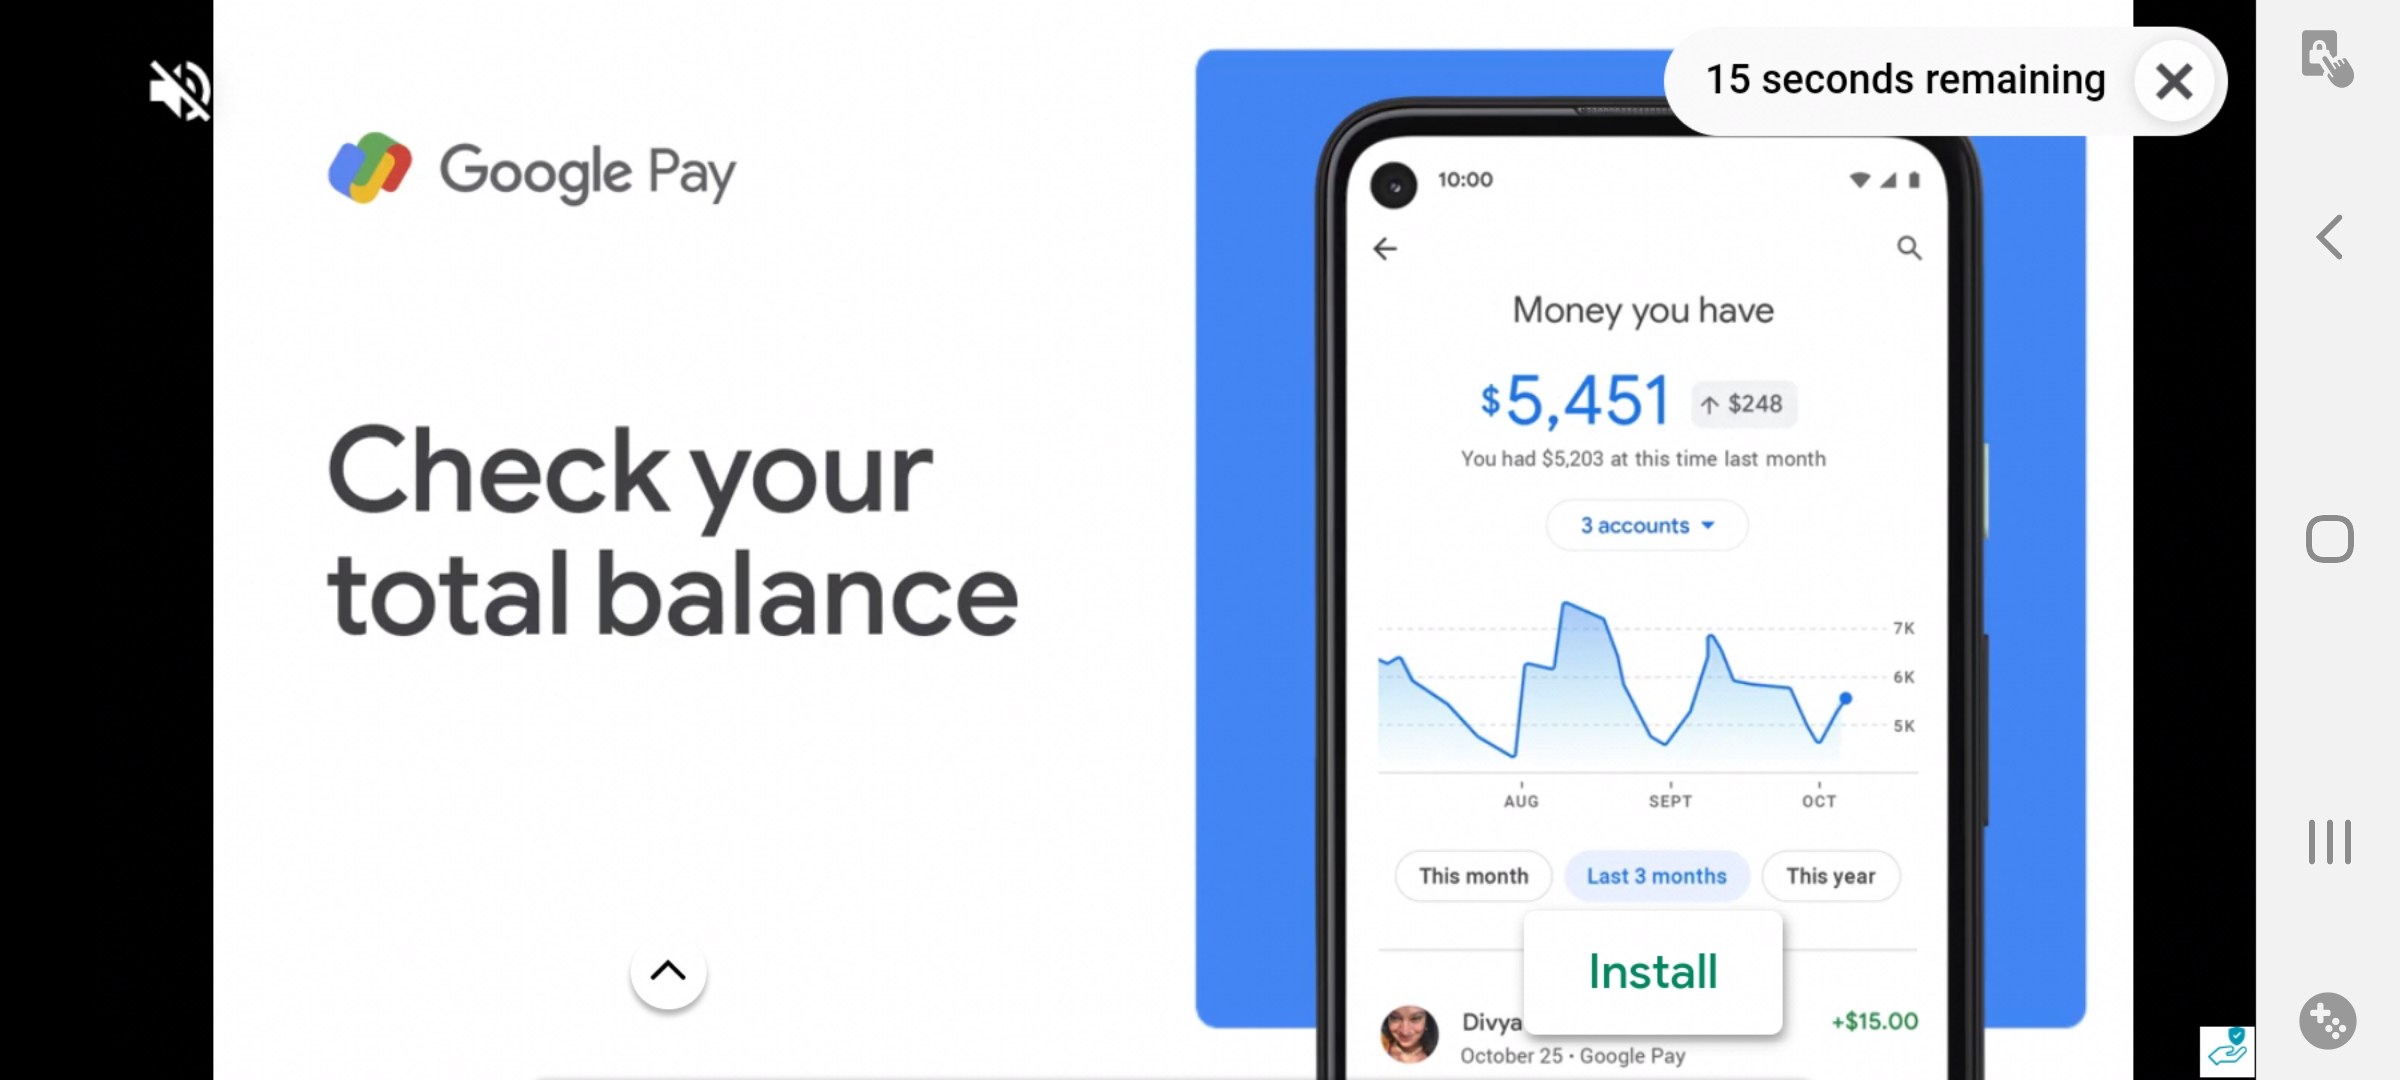 15 seconds remaining
Google Pay
Check your
total balance
10:00
Money you have
$5,451 ↑ $248
You had $5,203 at this time last month
3 accounts
7K
6K
5K
AUG SEPT OCT
This month Last 3 months This year
Install
Divya +$15.00
October 25 • Google Pay